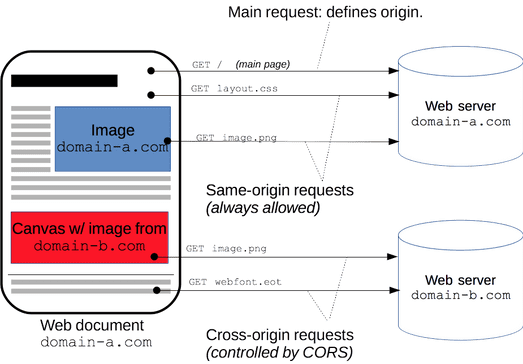 Main request: defines origin.
GET / (main page)
GET layout.css
Image
domain-a.com
GET image.png
Web server
domain-a.com
Same-origin requests
(always allowed)
Canvas w/ image from
domain-b.com
GET image.png
GET webfont.eot
Web server
domain-b.com
Web document
domain-a.com
Cross-origin requests
(controlled by CORS)